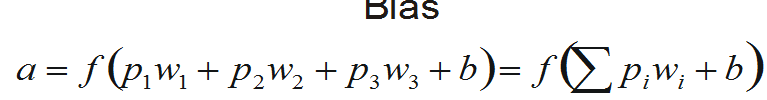 Bias
a = f(p₁w₁ + p₂w₂ + p₃w₃ + b) = f(∑ pᵢwᵢ + b)